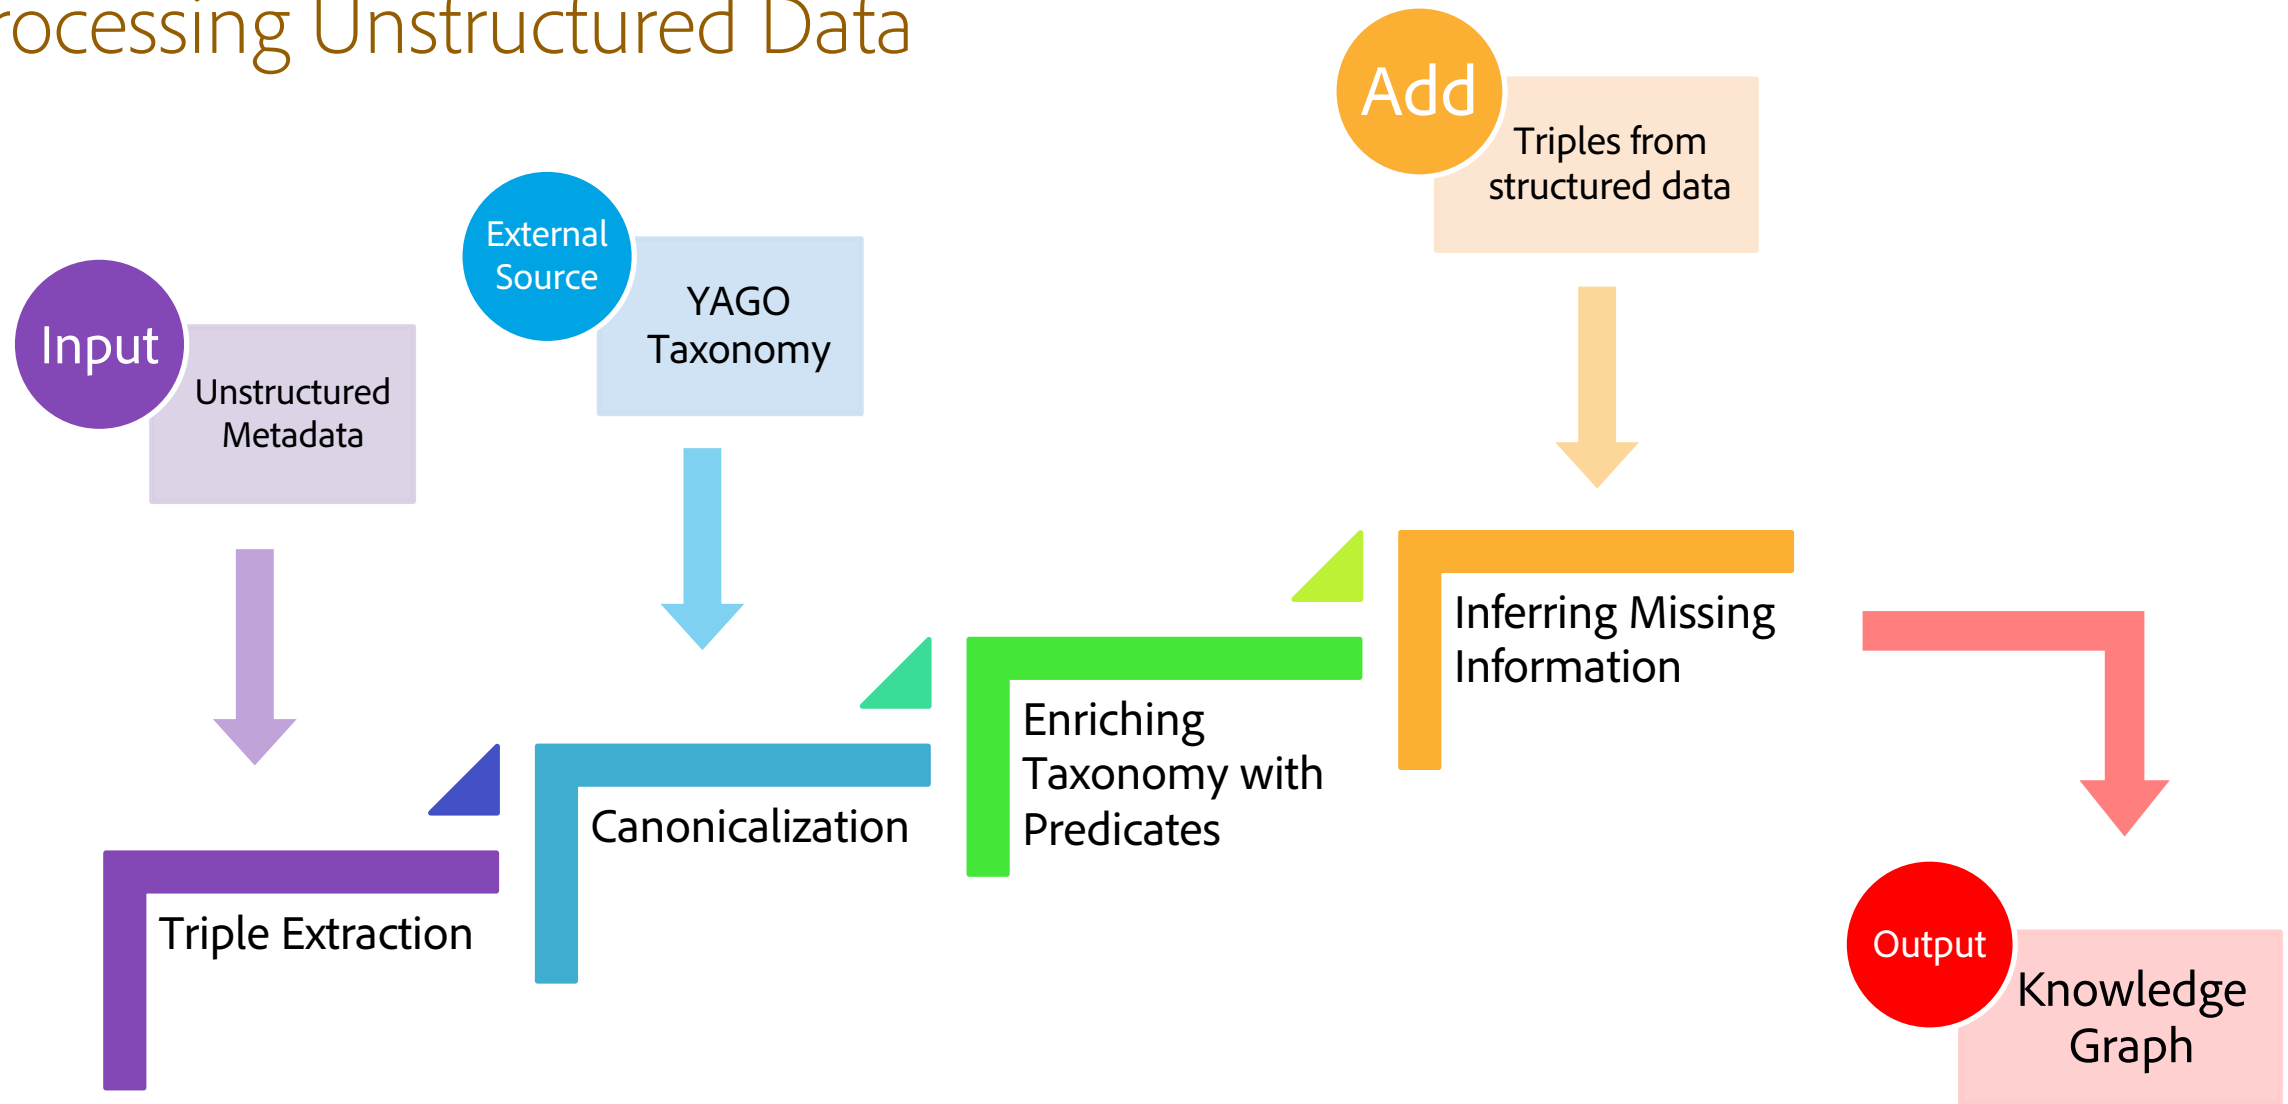 rocessing Unstructured Data
Add
Triples from
structured data
External
Source
YAGO
Taxonomy
Input
Unstructured
Metadata
Inferring Missing
Information
Enriching
Taxonomy with
Predicates
Canonicalization
Triple Extraction
Output
Knowledge
Graph